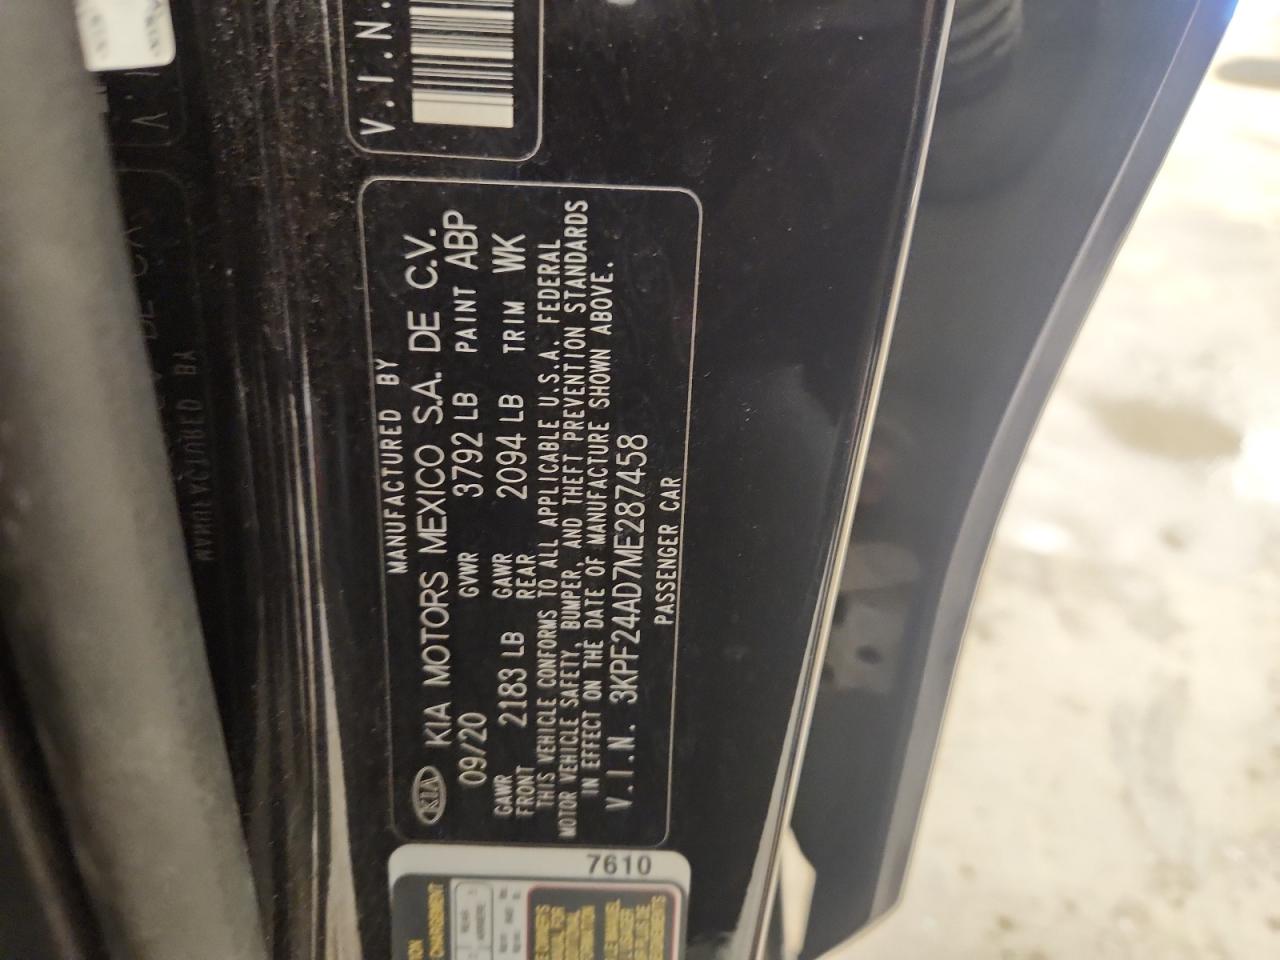 V.I.N.
MANUFACTURED BY
KIA KIA MOTORS MEXICO S.A. DE C.V.
09/20 GVWR 3792 LB PAINT ABP
GAWR FRONT 2183 LB GAWR REAR 2094 LB TRIM WK
THIS VEHICLE CONFORMS TO ALL APPLICABLE U.S.A. FEDERAL
MOTOR VEHICLE SAFETY, BUMPER, AND THEFT PREVENTION STANDARDS
IN EFFECT ON THE DATE OF MANUFACTURE SHOWN ABOVE.
V.I.N. 3KPF24AD7ME287458
PASSENGER CAR
7610